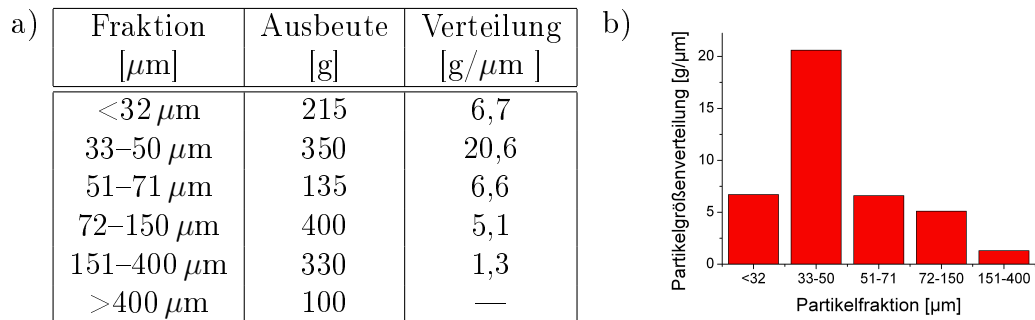 a)
Fraktion Ausbeute Verteilung
[μm] [g] [g/μm ]
<32 μm 215 6,7
33–50 μm 350 20,6
51–71 μm 135 6,6
72–150 μm 400 5,1
151–400 μm 330 1,3
>400 μm 100 —
b)
Partikelgrößenverteilung [g/µm]
20
15
10
5
0
<32 33-50 51-71 72-150 151-400
Partikelfraktion [µm]